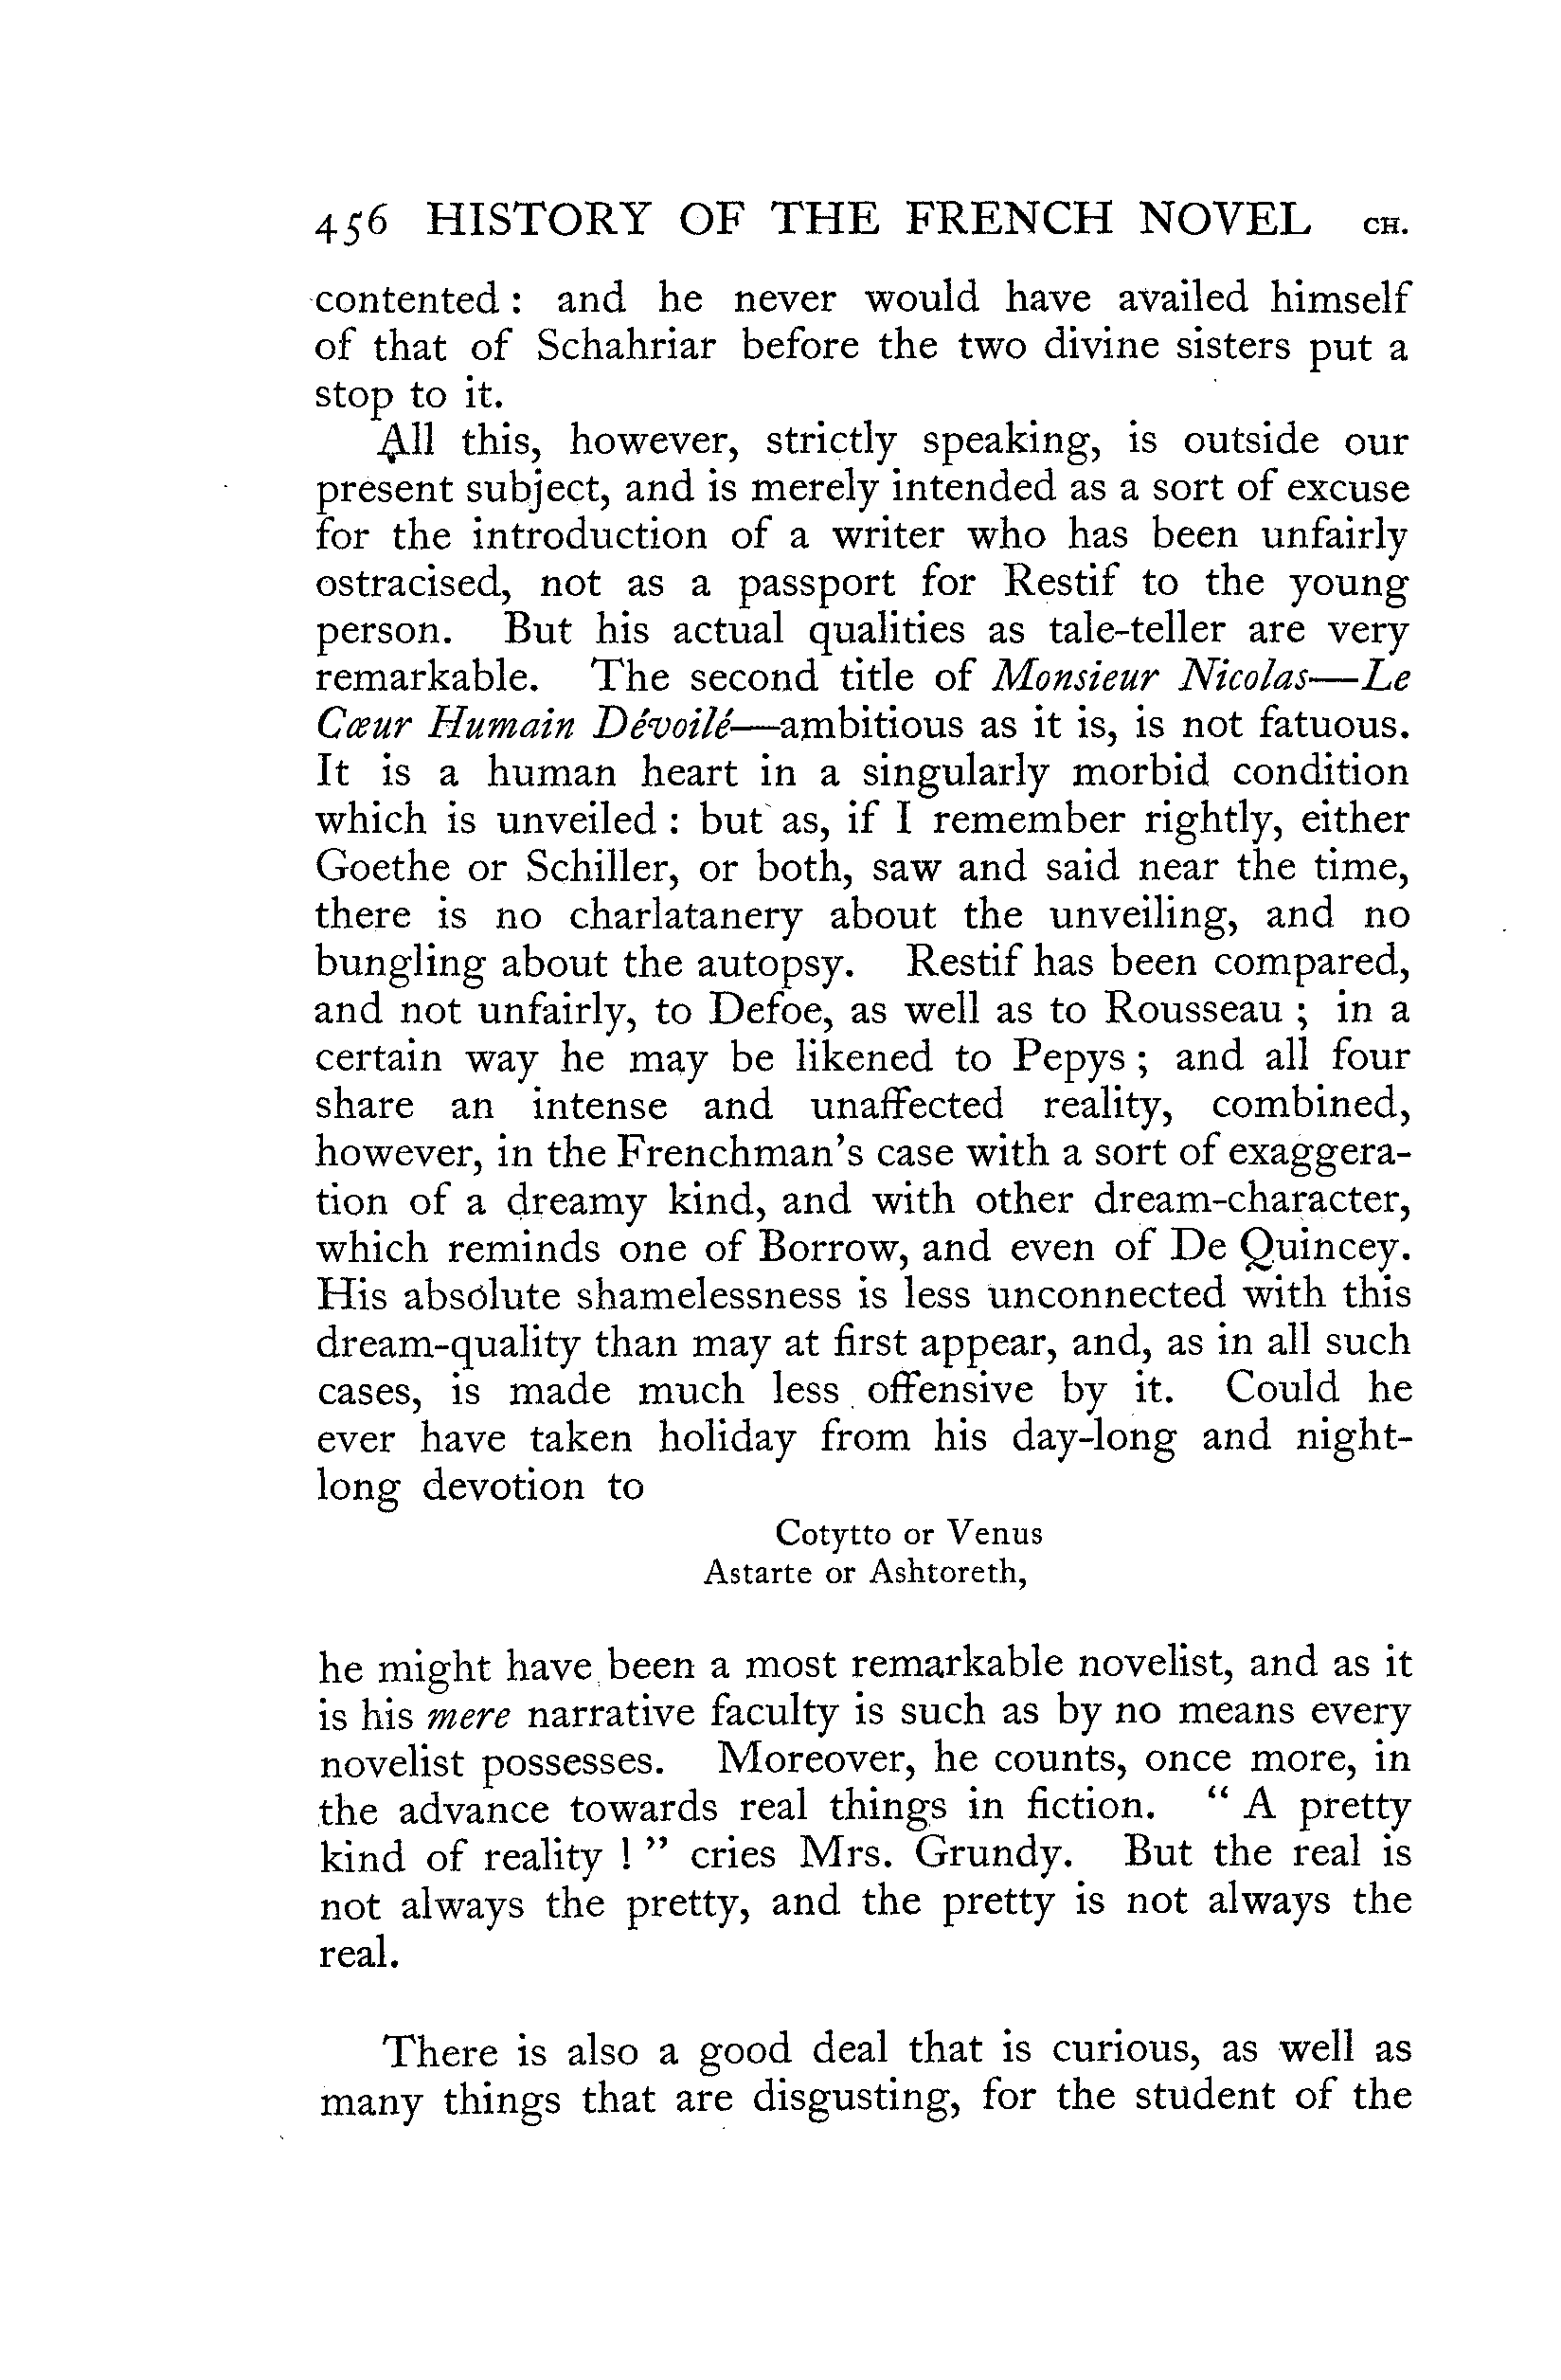 456 HISTORY OF THE FRENCH NOVEL CH.
contented : and he never would have availed himself
of that of Schahriar before the two divine sisters put a
stop to it.
All this, however, strictly speaking, is outside our
present subject, and is merely intended as a sort of excuse
for the introduction of a writer who has been unfairly
ostracised, not as a passport for Restif to the young
person. But his actual qualities as tale-teller are very
remarkable. The second title of Monsieur Nicolas—Le
Cœur Humain Dévoilé—ambitious as it is, is not fatuous.
It is a human heart in a singularly morbid condition
which is unveiled : but as, if I remember rightly, either
Goethe or Schiller, or both, saw and said near the time,
there is no charlatanery about the unveiling, and no
bungling about the autopsy. Restif has been compared,
and not unfairly, to Defoe, as well as to Rousseau ; in a
certain way he may be likened to Pepys ; and all four
share an intense and unaffected reality, combined,
however, in the Frenchman's case with a sort of exaggera-
tion of a dreamy kind, and with other dream-character,
which reminds one of Borrow, and even of De Quincey.
His absolute shamelessness is less unconnected with this
dream-quality than may at first appear, and, as in all such
cases, is made much less offensive by it. Could he
ever have taken holiday from his day-long and night-
long devotion to
Cotytto or Venus
Astarte or Ashtoreth,
he might have been a most remarkable novelist, and as it
is his mere narrative faculty is such as by no means every
novelist possesses. Moreover, he counts, once more, in
the advance towards real things in fiction. “ A pretty
kind of reality ! ” cries Mrs. Grundy. But the real is
not always the pretty, and the pretty is not always the
real.
There is also a good deal that is curious, as well as
many things that are disgusting, for the student of the